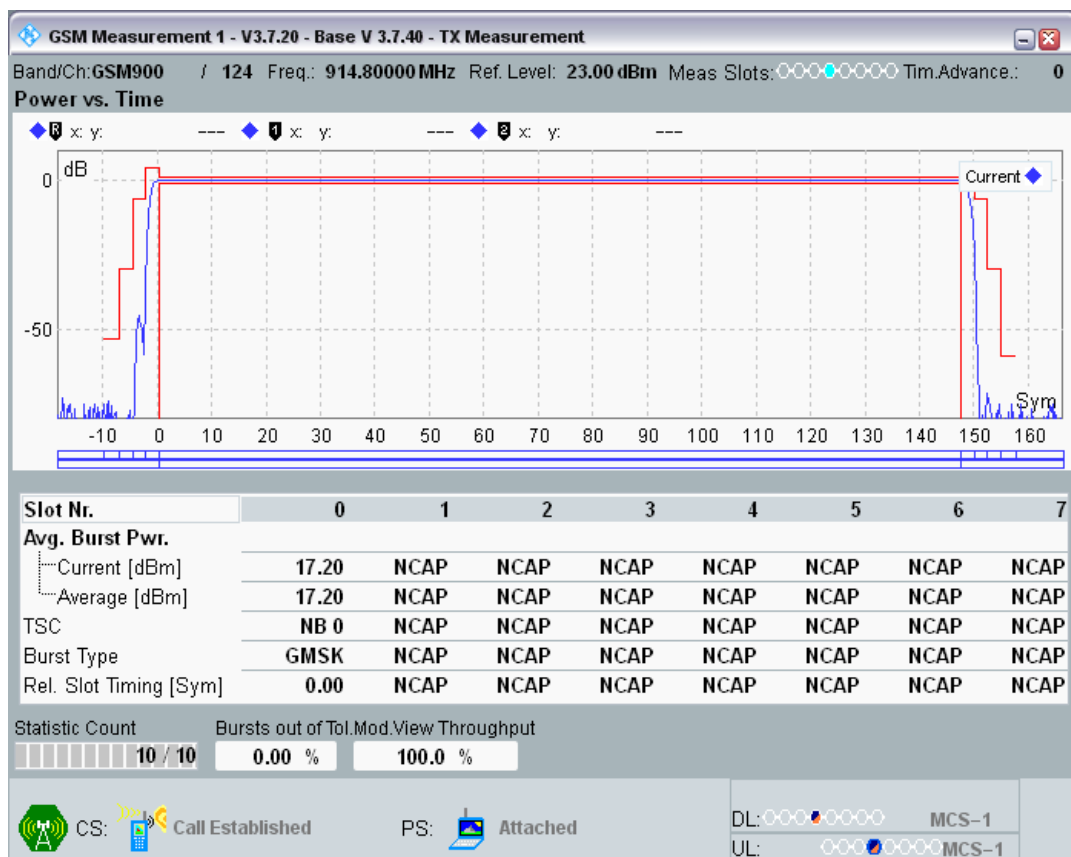 GSM Measurement 1 - V3.7.20 - Base V 3.7.40 - TX Measurement
Band/Ch:GSM900 / 124 Freq.: 914.80000 MHz Ref. Level: 23.00 dBm Meas Slots: Tim.Advance.: 0
Power vs. Time
R x: y: --- 1 x: y: --- 2 x: y: ---
dB
Current
0
-50
Sym
-10 0 10 20 30 40 50 60 70 80 90 100 110 120 130 140 150 160
Slot Nr. 0 1 2 3 4 5 6 7
Avg. Burst Pwr.
Current [dBm] 17.20 NCAP NCAP NCAP NCAP NCAP NCAP NCAP
Average [dBm] 17.20 NCAP NCAP NCAP NCAP NCAP NCAP NCAP
TSC NB 0 NCAP NCAP NCAP NCAP NCAP NCAP NCAP
Burst Type GMSK NCAP NCAP NCAP NCAP NCAP NCAP NCAP
Rel. Slot Timing [Sym] 0.00 NCAP NCAP NCAP NCAP NCAP NCAP NCAP
Statistic Count Bursts out of Tol.Mod.View Throughput
10 / 10 0.00 % 100.0 %
CS: Call Established PS: Attached DL: MCS-1
UL: MCS-1